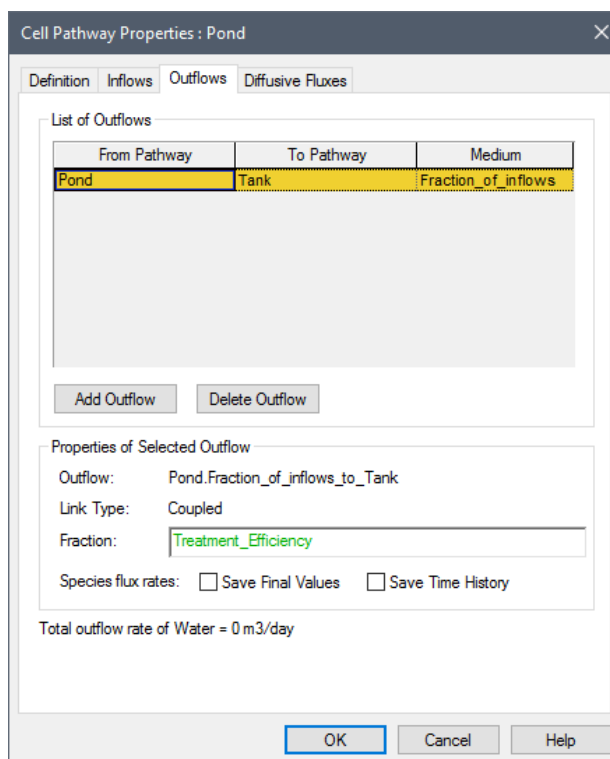 Cell Pathway Properties : Pond
Definition Inflows Outflows Diffusive Fluxes
List of Outflows
From Pathway To Pathway Medium
Pond Tank Fraction_of_inflows
Add Outflow Delete Outflow
Properties of Selected Outflow
Outflow: Pond.Fraction_of_inflows_to_Tank
Link Type: Coupled
Fraction: Treatment_Efficiency
Species flux rates: Save Final Values Save Time History
Total outflow rate of Water = 0 m3/day
OK Cancel Help